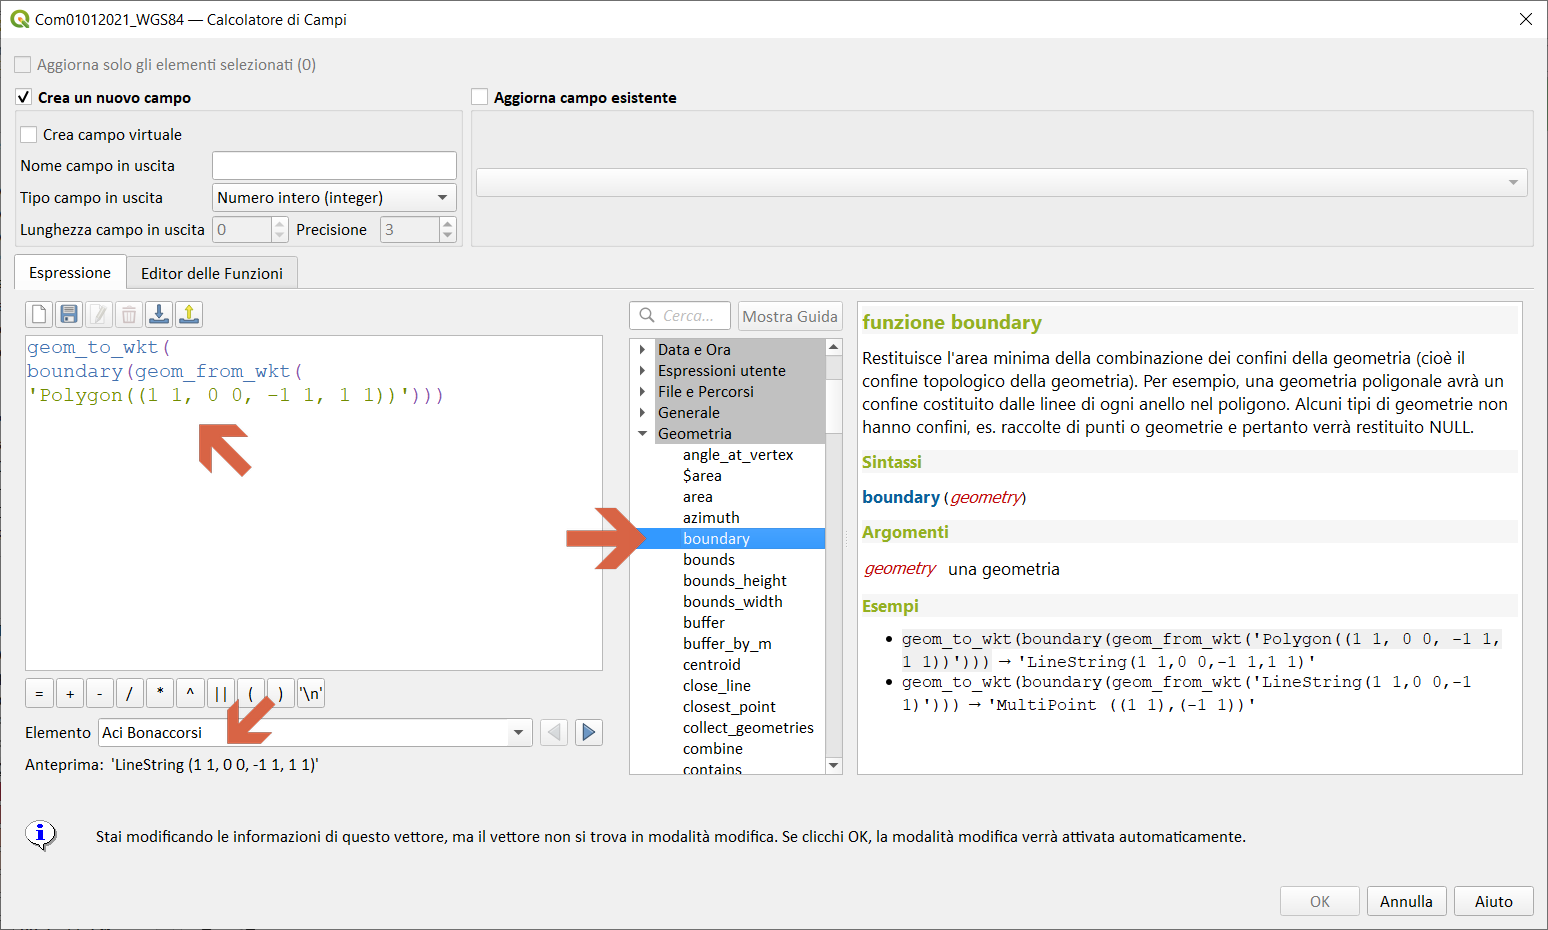 Com01012021_WGS84 — Calcolatore di Campi
Aggiorna solo gli elementi selezionati (0)
Crea un nuovo campo
Aggiorna campo esistente
Crea campo virtuale
Nome campo in uscita
Tipo campo in uscita
Numero intero (integer)
Lunghezza campo in uscita
0
Precisione
3
Espressione
Editor delle Funzioni
Cerca...
Mostra Guida
geom_to_wkt(
boundary(geom_from_wkt(
'Polygon((1 1, 0 0, -1 1, 1 1))')))
= + - / * ^ || ( ) '\n'
Elemento
Aci Bonaccorsi
Anteprima: 'LineString (1 1, 0 0, -1 1, 1 1)'
Data e Ora
Espressioni utente
File e Percorsi
Generale
Geometria
angle_at_vertex
$area
area
azimuth
boundary
bounds
bounds_height
bounds_width
buffer
buffer_by_m
centroid
close_line
closest_point
collect_geometries
combine
contains
funzione boundary
Restituisce l'area minima della combinazione dei confini della geometria (cioè il
confine topologico della geometria). Per esempio, una geometria poligonale avrà un
confine costituito dalle linee di ogni anello nel poligono. Alcuni tipi di geometrie non
hanno confini, es. raccolte di punti o geometrie e pertanto verrà restituito NULL.
Sintassi
boundary (geometry)
Argomenti
geometry una geometria
Esempi
• geom_to_wkt(boundary(geom_from_wkt('Polygon((1 1, 0 0, -1 1,
1 1))'))) → 'LineString(1 1,0 0,-1 1,1 1)'
• geom_to_wkt(boundary(geom_from_wkt('LineString(1 1,0 0,-1
1)'))) → 'MultiPoint ((1 1),(-1 1))'
Stai modificando le informazioni di questo vettore, ma il vettore non si trova in modalità modifica. Se clicchi OK, la modalità modifica verrà attivata automaticamente.
OK
Annulla
Aiuto